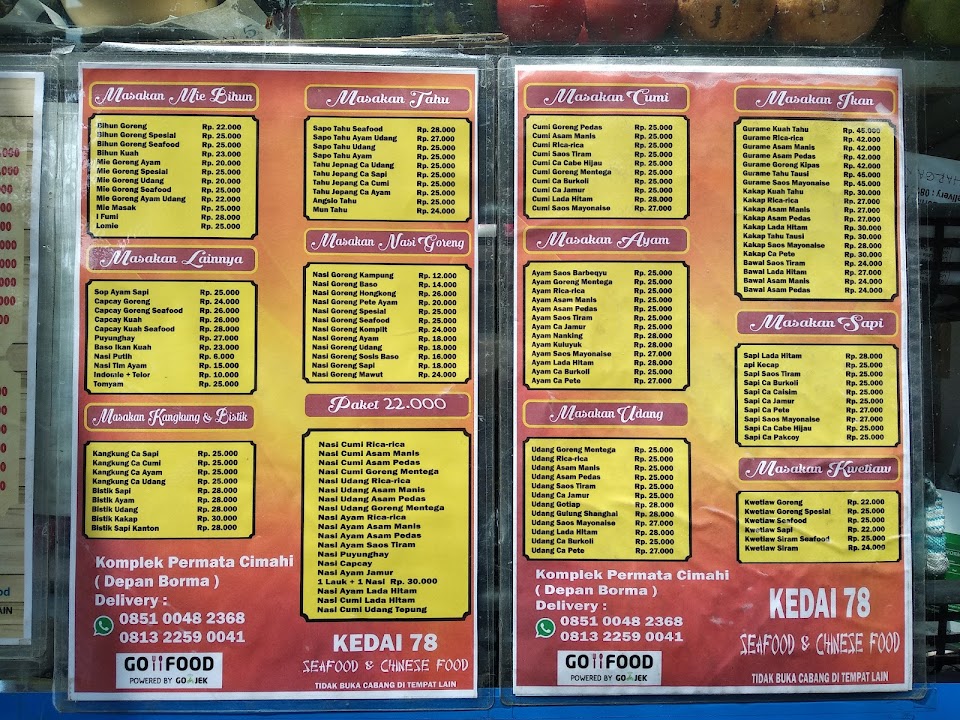 Masakan Mie Bihun
Bihun Goreng Rp. 22.000
Bihun Goreng Spesial Rp. 25.000
Bihun Goreng Seafood Rp. 25.000
Bihun Kuah Rp. 23.000
Mie Goreng Ayam Rp. 20.000
Mie Goreng Spesial Rp. 25.000
Mie Goreng Udang Rp. 20.000
Mie Goreng Seafood Rp. 25.000
Mie Goreng Ayam Udang Rp. 22.000
Mie Masak Rp. 25.000
I Fumi Rp. 28.000
Lomie Rp. 25.000
Masakan Lainnya
Sop Ayam Sapi Rp. 25.000
Capcay Goreng Rp. 24.000
Capcay Goreng Seafood Rp. 26.000
Capcay Kuah Rp. 26.000
Capcay Kuah Seafood Rp. 28.000
Puyunghay Rp. 27.000
Baso Ikan Kuah Rp. 23.000
Nasi Putih Rp. 6.000
Nasi Tim Ayam Rp. 15.000
Indomie + Telor Rp. 10.000
Tomyam Rp. 25.000
Masakan Kangkung & Bistik
Kangkung Ca Sapi Rp. 25.000
Kangkung Ca Cumi Rp. 25.000
Kangkung Ca Ayam Rp. 25.000
Kangkung Ca Udang Rp. 25.000
Bistik Sapi Rp. 28.000
Bistik Ayam Rp. 28.000
Bistik Udang Rp. 28.000
Bistik Kakap Rp. 30.000
Bistik Sapi Kanton Rp. 28.000
Komplek Permata Cimahi
( Depan Borma )
Delivery :
0851 0048 2368
0813 2259 0041
GO FOOD
POWERED BY GOJEK
Masakan Tahu
Sapo Tahu Seafood Rp. 28.000
Sapo Tahu Ayam Udang Rp. 27.000
Sapo Tahu Udang Rp. 25.000
Sapo Tahu Ayam Rp. 25.000
Tahu Jepnag Ca Udang Rp. 25.000
Tahu Jepang Ca Sapi Rp. 25.000
Tahu Jepang Ca Cumi Rp. 25.000
Tahu Jepang Ca Ayam Rp. 25.000
Angsio Tahu Rp. 25.000
Mun Tahu Rp. 24.000
Masakan Nasi Goreng
Nasi Goreng Kampung Rp. 12.000
Nasi Goreng Baso Rp. 14.000
Nasi Goreng Hongkong Rp. 26.000
Nasi Goreng Pete Ayam Rp. 20.000
Nasi Goreng Spesial Rp. 25.000
Nasi Goreng Seafood Rp. 25.000
Nasi Goreng Komplit Rp. 24.000
Nasi Goreng Ayam Rp. 18.000
Nasi Goreng Udang Rp. 18.000
Nasi Goreng Sosis Baso Rp. 16.000
Nasi Goreng Sapi Rp. 18.000
Nasi Goreng Mawut Rp. 24.000
Paket 22.000
Nasi Cumi Rica-rica
Nasi Cumi Asam Manis
Nasi Cumi Asam Pedas
Nasi Cumi Goreng Mentega
Nasi Udang Rica-rica
Nasi Udang Asam Manis
Nasi Udang Asam Pedas
Nasi Udang Goreng Mentega
Nasi Ayam Rica-rica
Nasi Ayam Asam Manis
Nasi Ayam Asam Pedas
Nasi Ayam Saos Tiram
Nasi Puyunghay
Nasi Capcay
Nasi Ayam Jamur
1 Lauk + 1 Nasi Rp. 30.000
Nasi Ayam Lada Hitam
Nasi Cumi Lada Hitam
Nasi Cumi Udang Tepung
KEDAI 78
SEAFOOD & CHINESE FOOD
TIDAK BUKA CABANG DI TEMPAT LAIN
Masakan Cumi
Cumi Goreng Pedas Rp. 25.000
Cumi Asam Manis Rp. 25.000
Cumi Rica-rica Rp. 25.000
Cumi Saos Tiram Rp. 25.000
Cumi Ca Cabe Hijau Rp. 25.000
Cumi Goreng Mentega Rp. 25.000
Cumi Ca Burkoli Rp. 25.000
Cumi Ca Jamur Rp. 25.000
Cumi Lada Hitam Rp. 28.000
Cumi Saos Mayonaise Rp. 27.000
Masakan Ayam
Ayam Saos Barbeqyu Rp. 25.000
Ayam Goreng Mentega Rp. 25.000
Ayam Rica-rica Rp. 25.000
Ayam Asam Manis Rp. 25.000
Ayam Asam Pedas Rp. 25.000
Ayam Saos Tiram Rp. 25.000
Ayam Ca Jamur Rp. 25.000
Ayam Nanking Rp. 28.000
Ayam Kuluyuk Rp. 28.000
Ayam Saos Mayonaise Rp. 27.000
Ayam Lada Hitam Rp. 28.000
Ayam Ca Burkoli Rp. 25.000
Ayam Ca Pete Rp. 27.000
Masakan Udang
Udang Goreng Mentega Rp. 25.000
Udang Rica-rica Rp. 25.000
Udang Asam Manis Rp. 25.000
Udang Asam Pedas Rp. 25.000
Udang Saos Tiram Rp. 25.000
Udang Ca Jamur Rp. 25.000
Udang Gotiap Rp. 28.000
Udang Gulung Shanghai Rp. 28.000
Udang Saos Mayonaise Rp. 27.000
Udang Lada Hitam Rp. 28.000
Udang Ca Burkoli Rp. 25.000
Udang Ca Pete Rp. 27.000
Komplek Permata Cimahi
( Depan Borma )
Delivery :
0851 0048 2368
0813 2259 0041
GO FOOD
POWERED BY GOJEK
Masakan Ikan
Gurame Kuah Tahu Rp. 45.000
Gurame Rica-rica Rp. 42.000
Gurame Asam Manis Rp. 42.000
Gurame Asam Pedas Rp. 42.000
Gurame Goreng Kipas Rp. 42.000
Gurame Tahu Tausi Rp. 45.000
Gurame Saos Mayonaise Rp. 45.000
Kakap Kuah Tahu Rp. 30.000
Kakap Rica-rica Rp. 27.000
Kakap Asam Manis Rp. 27.000
Kakap Asam Pedas Rp. 27.000
Kakap Lada Hitam Rp. 30.000
Kakap Tahu Tausi Rp. 30.000
Kakap Saos Mayonaise Rp. 28.000
Kakap Ca Pete Rp. 30.000
Bawal Saos Tiram Rp. 24.000
Bawal Lada Hitam Rp. 27.000
Bawal Asam Pedas Rp. 24.000
Masakan Sapi
Sapi Lada Hitam Rp. 28.000
api Kecap Rp. 25.000
Sapi Saos Tiram Rp. 25.000
Sapi Ca Burkoli Rp. 25.000
Sapi Ca Caisim Rp. 25.000
Sapi Ca Jamur Rp. 25.000
Sapi Ca Pete Rp. 27.000
Sapi Saos Mayonaise Rp. 27.000
Sapi Ca Cabe Hijau Rp. 25.000
Sapi Ca Pakcoy Rp. 25.000
Masakan Kwetiaw
Kwetiaw Goreng Rp. 22.000
Kwetiaw Goreng Spesial Rp. 25.000
Kwetiaw Seafood Rp. 25.000
Kwetiaw Sapi Rp. 22.000
Kwetiaw Siram Seafood Rp. 25.000
Kwetiaw Siram Rp. 24.000
KEDAI 78
SEAFOOD & CHINESE FOOD
TIDAK BUKA CABANG DI TEMPAT LAIN